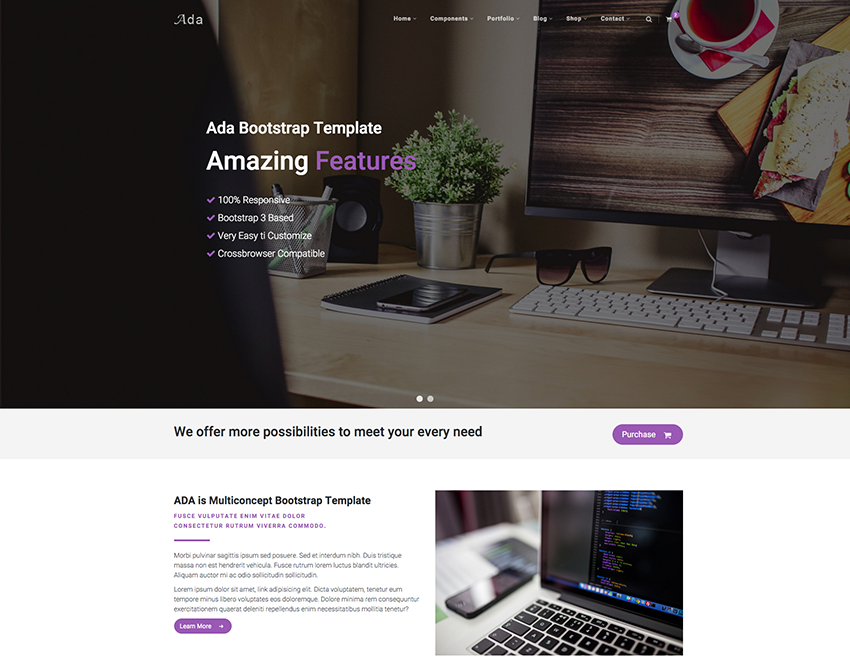 Ada
Home Components Portfolio Blog Shop Contact
Ada Bootstrap Template
Amazing Features
100% Responsive
Bootstrap 3 Based
Very Easy ti Customize
Crossbrowser Compatible
We offer more possibilities to meet your every need
Purchase
ADA is Multiconcept Bootstrap Template
FUSCE VULPUTATE ENIM VITAE DOLOR
CONSECTETUR RUTRUM VIVERRA COMMODO.
Morbi pulvinar sagittis ipsum sed posuere. Sed et interdum nibh. Duis tristique
massa non est hendrerit vehicula. Fusce rutrum lorem luctus blandit ultricies.
Aliquam auctor mi ac odio sollicitudin sollicitudin.
Lorem ipsum dolor sit amet, link adipisicing elit. Dicta voluptatem, tenetur eum
tempore minus libero voluptates eos doloremque. Dolore minima rem consequuntur
exercitationem quaerat deleniti repellendus enim necessitatibus mollitia tenetur?
Learn More